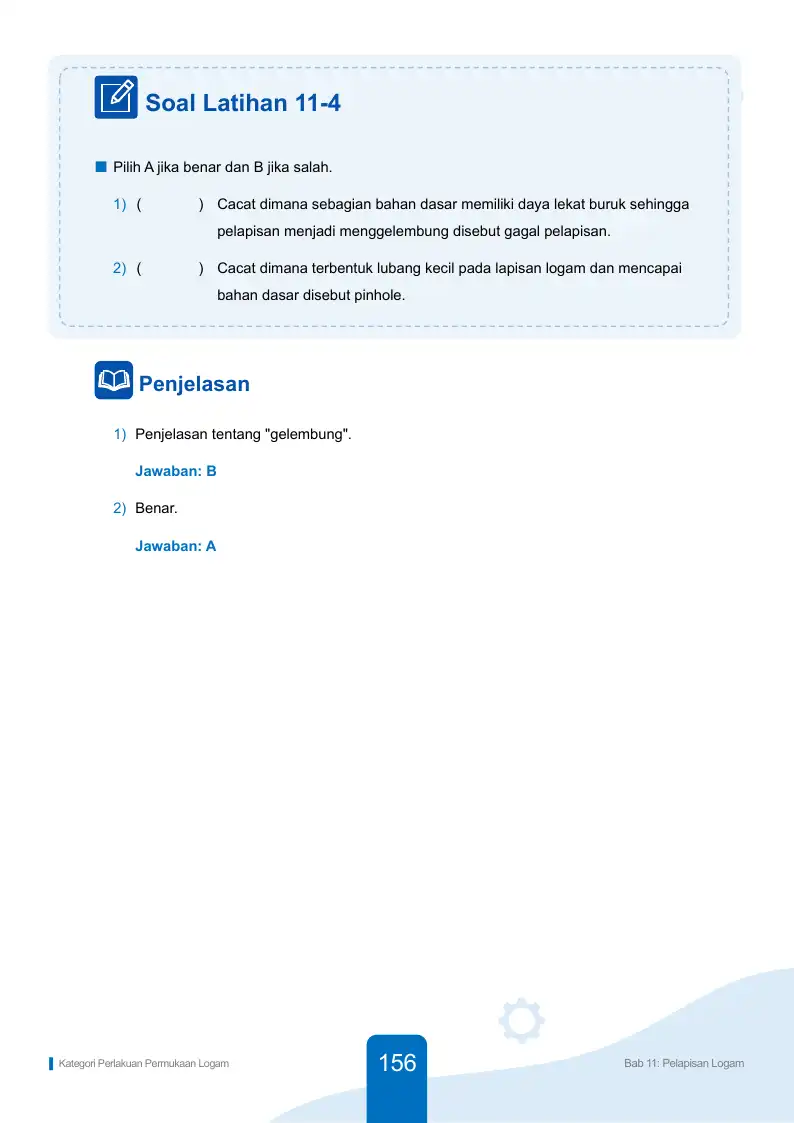 Soal Latihan 11-4
Pilih A jika benar dan B jika salah.
1) ( ) Cacat dimana sebagian bahan dasar memiliki daya lekat buruk sehingga
pelapisan menjadi menggelembung disebut gagal pelapisan.
2) ( ) Cacat dimana terbentuk lubang kecil pada lapisan logam dan mencapai
bahan dasar disebut pinhole.
Penjelasan
1) Penjelasan tentang "gelembung".
Jawaban: B
2) Benar.
Jawaban: A
Kategori Perlakuan Permukaan Logam
156
Bab 11: Pelapisan Logam